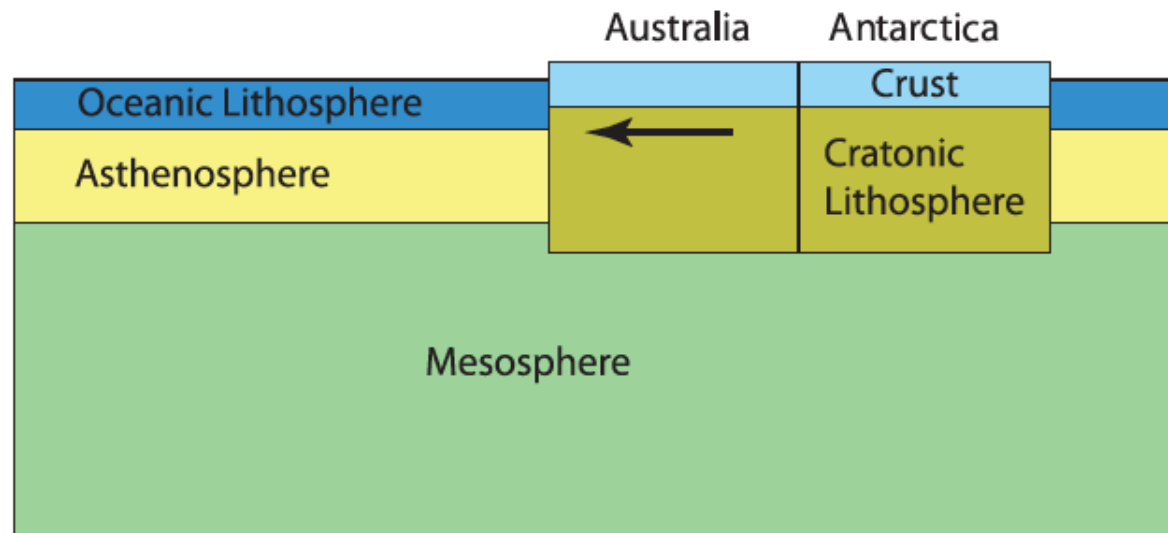 Australia
Antarctica
Crust
Oceanic Lithosphere
Cratonic
Lithosphere
Asthenosphere
Mesosphere